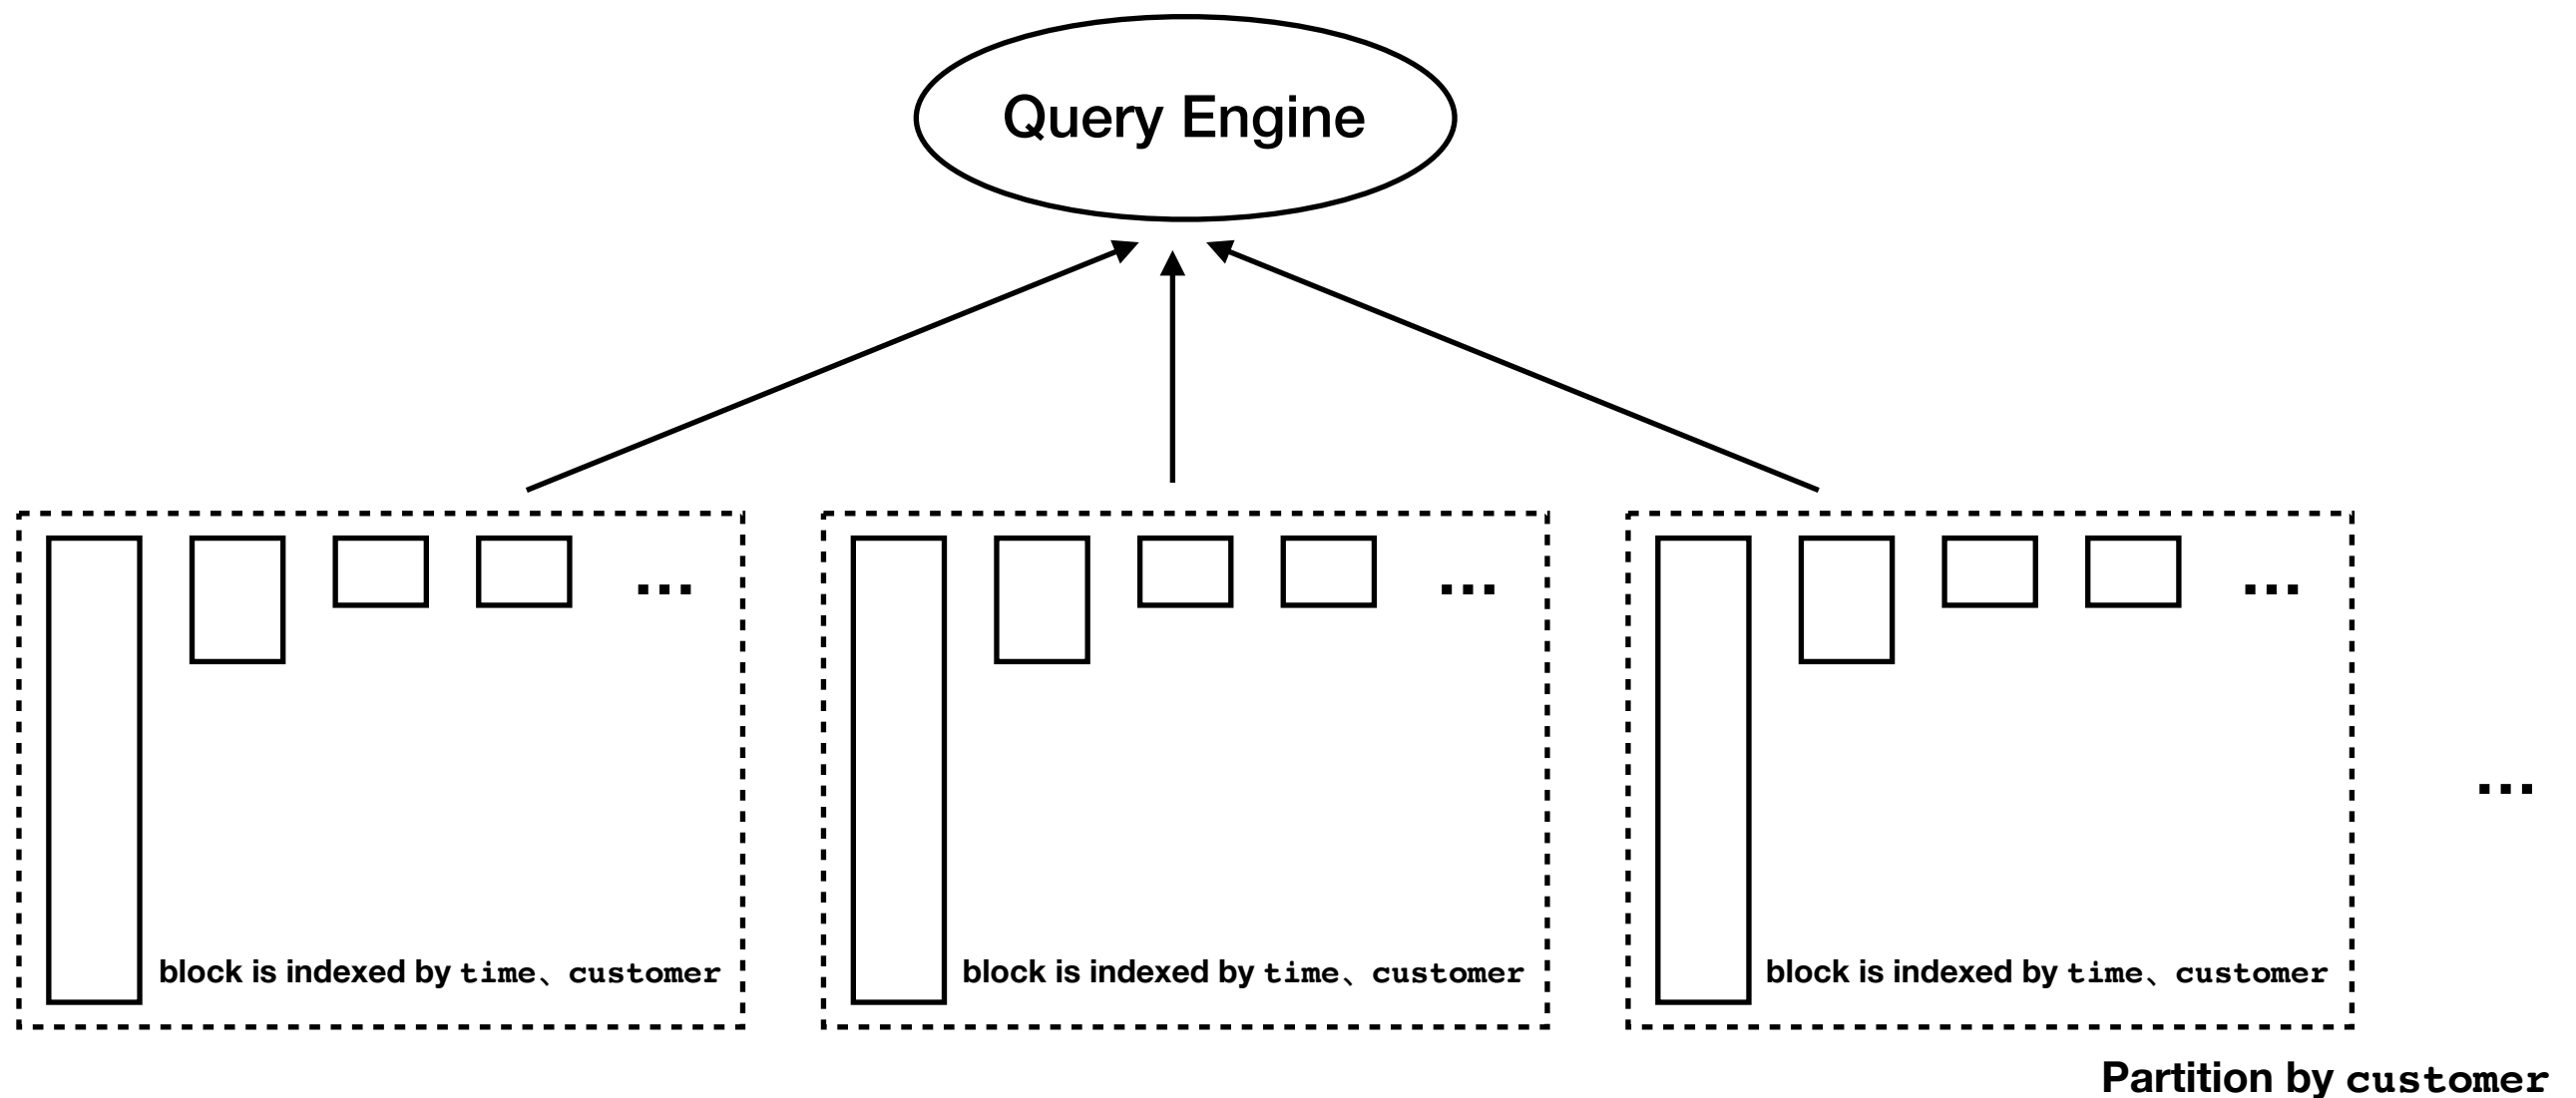 Query Engine
...
...
...
...
block is indexed by time、customer
block is indexed by time、customer
block is indexed by time、customer
Partition by customer